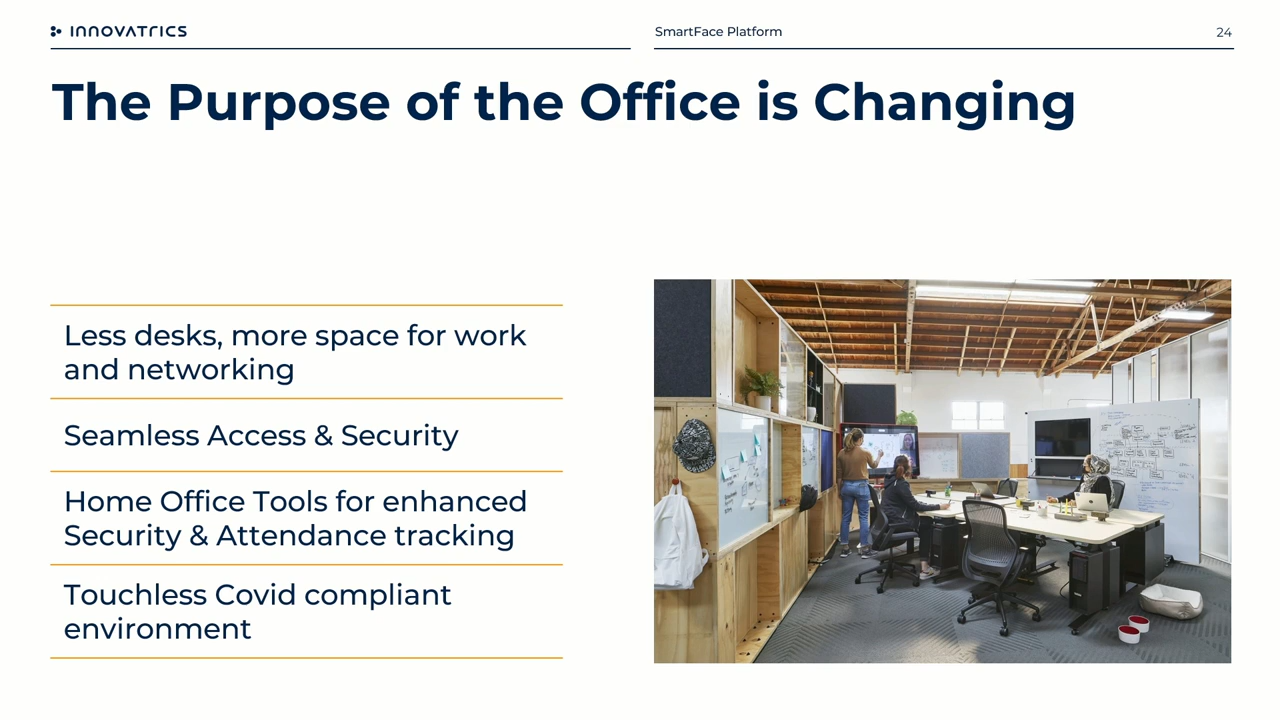 INNOVATRICS
SmartFace Platform
24
The Purpose of the Office is Changing
Less desks, more space for work
and networking
Seamless Access & Security
Home Office Tools for enhanced
Security & Attendance tracking
Touchless Covid compliant
environment